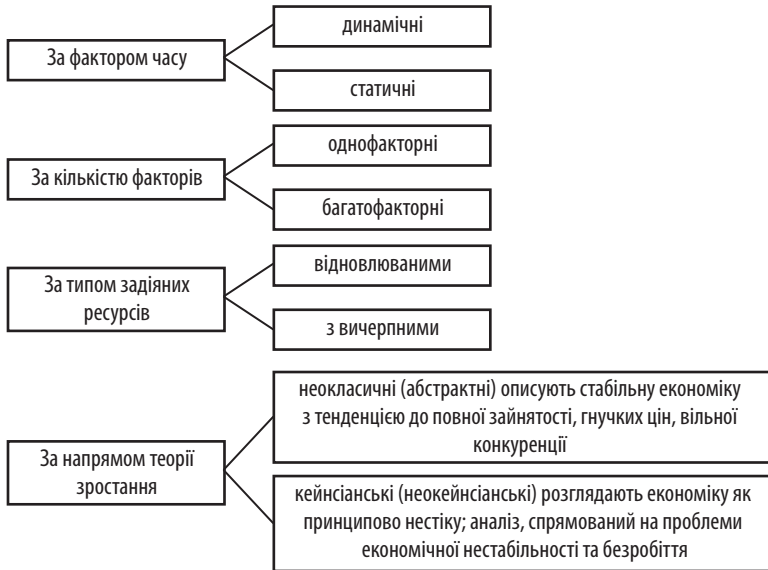 За фактором часу
динамічні
статичні
За кількістю факторів
однофакторні
багатофакторні
За типом задіяних
ресурсів
відновлюваними
з вичерпними
За напрямом теорії
зростання
неокласичні (абстрактні) описують стабільну економіку
з тенденцією до повної зайнятості, гнучких цін, вільної
конкуренції
кейнсіанські (неокейнсіанські) розглядають економіку як
принципово нестіку; аналіз, спрямований на проблеми
економічної нестабільності та безробіття